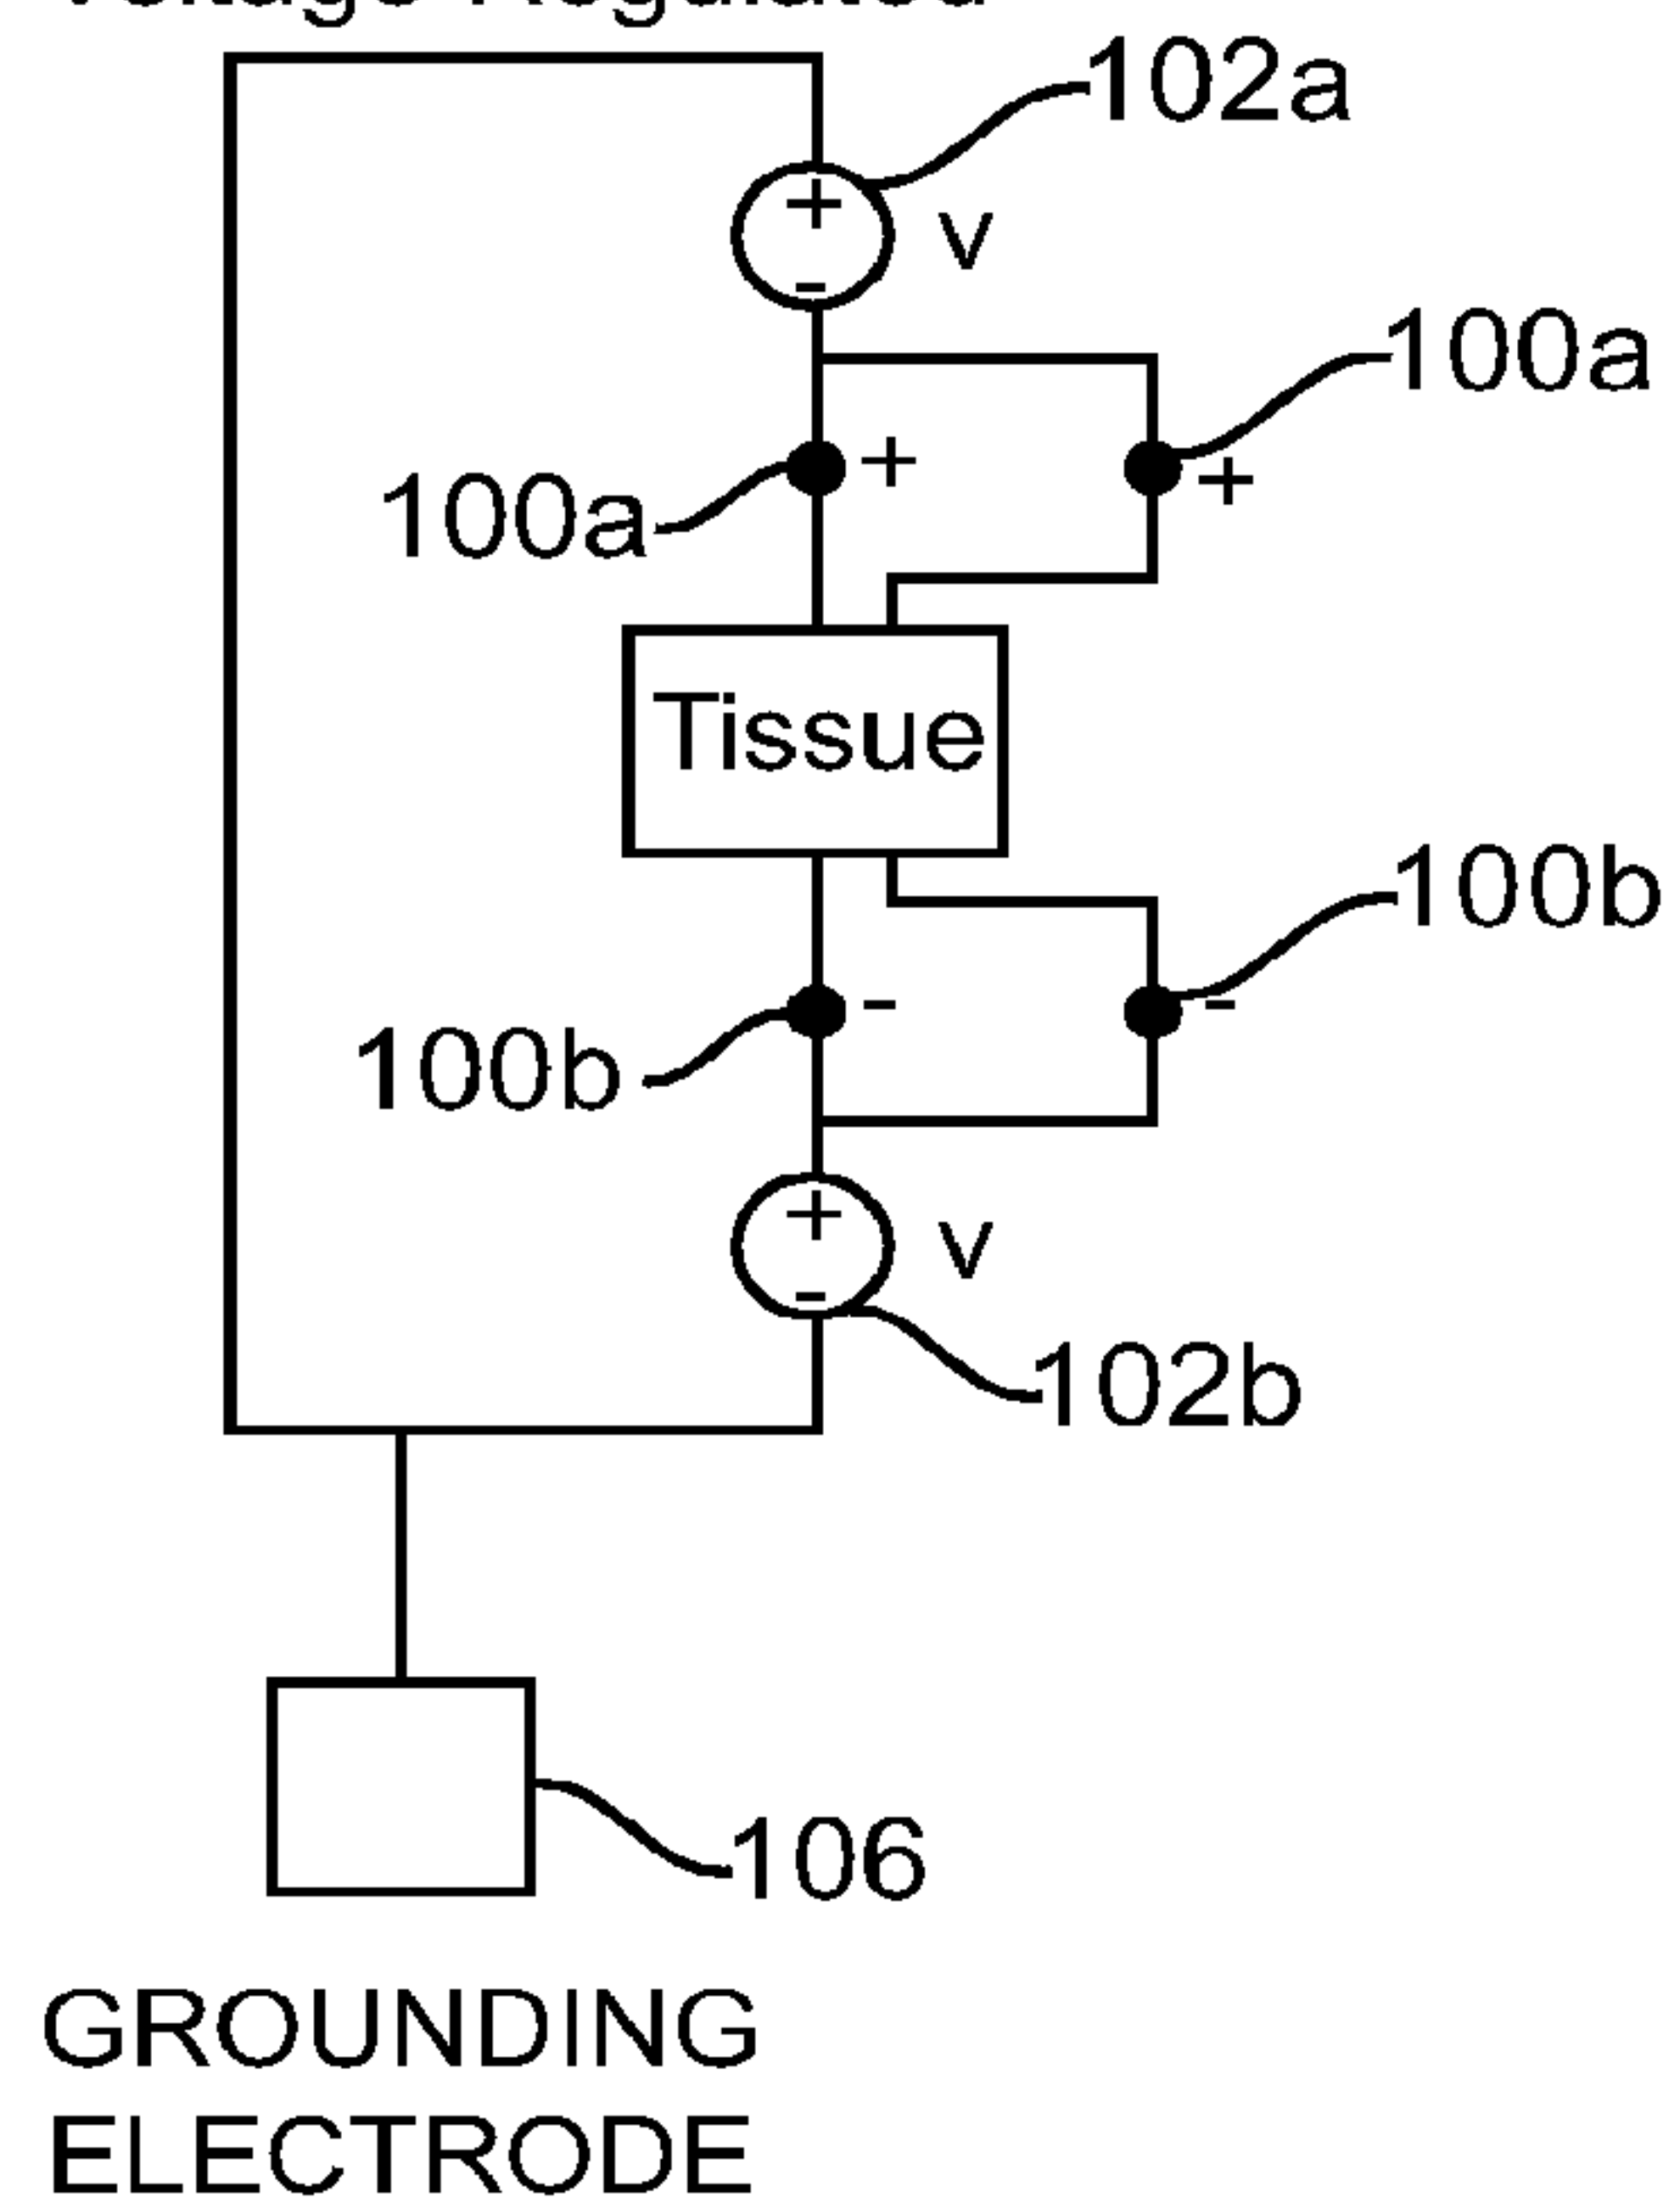 102a
+
-
v
100a
100a
+
+
Tissue
100b
-
-
100b
+
-
v
102b
106
GROUNDING
ELECTRODE